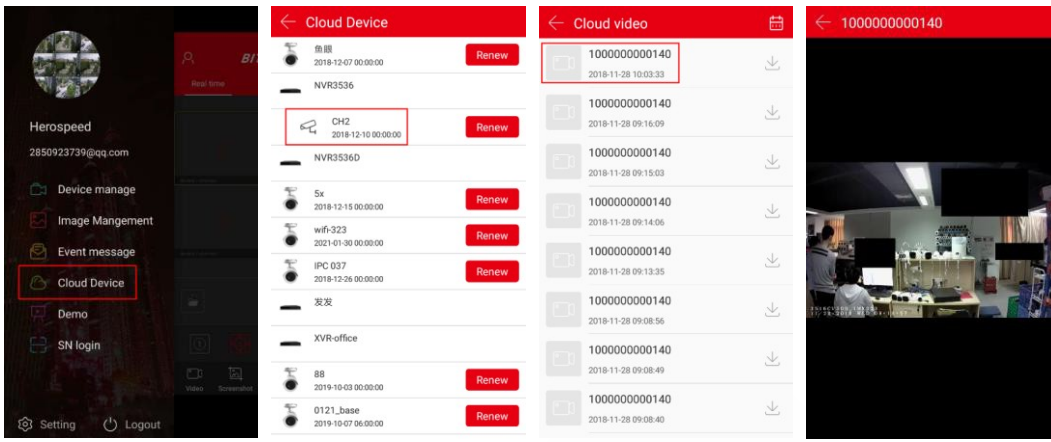 BIT
Real time
Herospeed
2850923739@qq.com
Device manage
Image Mangement
Event message
Cloud Device
Demo
SN login
Video Screenshot
Setting Logout
Cloud Device
鱼眼
2018-12-07 00:00:00
Renew
NVR3536
CH2
2018-12-10 00:00:00
Renew
NVR3536D
5x
2018-12-15 00:00:00
Renew
wifi-323
2021-01-30 00:00:00
Renew
IPC 037
2018-12-26 00:00:00
Renew
发发
XVR-office
88
2019-10-03 00:00:00
Renew
0121_base
2019-10-07 06:00:00
Renew
Cloud video
1000000000140
2018-11-28 10:03:33
1000000000140
2018-11-28 09:16:09
1000000000140
2018-11-28 09:15:03
1000000000140
2018-11-28 09:14:06
1000000000140
2018-11-28 09:13:35
1000000000140
2018-11-28 09:08:56
1000000000140
2018-11-28 09:08:49
1000000000140
2018-11-28 09:08:40
1000000000140